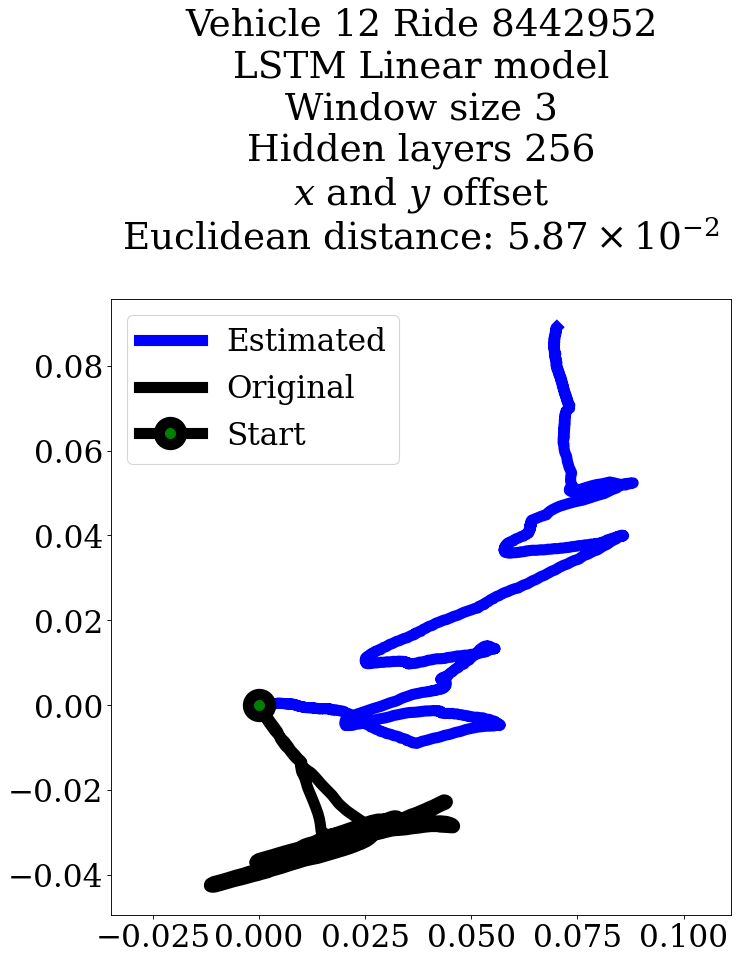 Vehicle 12 Ride 8442952
LSTM Linear model
Window size 3
Hidden layers 256
x and y offset
Euclidean distance: 5.87 × 10⁻²
Estimated
Original
Start
0.08
0.06
0.04
0.02
0.00
−0.02
−0.04
−0.025 0.000 0.025 0.050 0.075 0.100